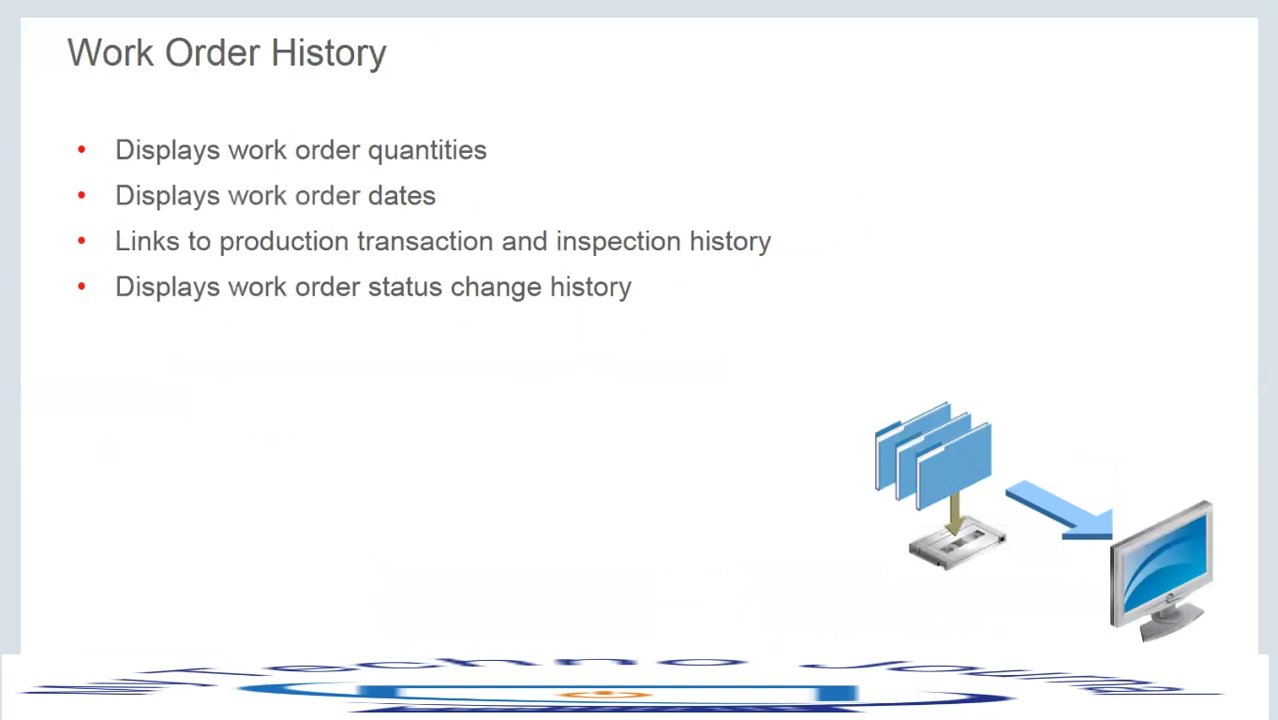 Work Order History
• Displays work order quantities
• Displays work order dates
• Links to production transaction and inspection history
• Displays work order status change history